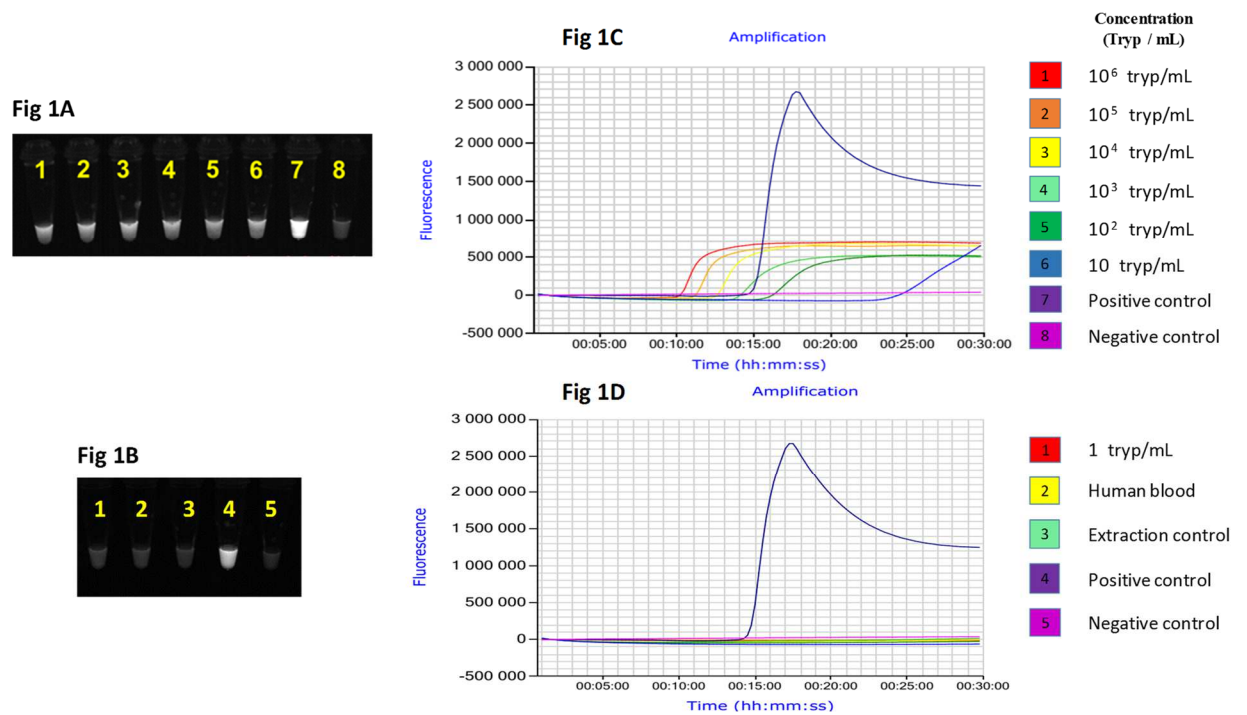 Fig 1A
1 2 3 4 5 6 7 8
Fig 1C
Amplification
Fluorescence
3 000 000
2 500 000
2 000 000
1 500 000
1 000 000
500 000
0
-500 000
00:05:00 00:10:00 00:15:00 00:20:00 00:25:00 00:30:00
Time (hh:mm:ss)
Concentration
(Tryp / mL)
1 10⁶ tryp/mL
2 10⁵ tryp/mL
3 10⁴ tryp/mL
4 10³ tryp/mL
5 10² tryp/mL
6 10 tryp/mL
7 Positive control
8 Negative control
Fig 1B
1 2 3 4 5
Fig 1D
Amplification
Fluorescence
3 000 000
2 500 000
2 000 000
1 500 000
1 000 000
500 000
0
-500 000
00:05:00 00:10:00 00:15:00 00:20:00 00:25:00 00:30:00
Time (hh:mm:ss)
1 1 tryp/mL
2 Human blood
3 Extraction control
4 Positive control
5 Negative control